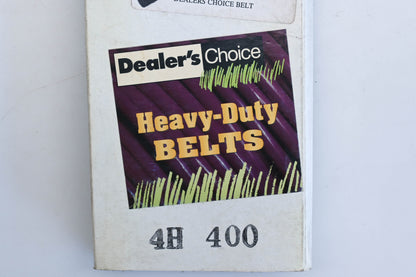 DEALERS CHOICE BELT
Dealer's Choice
Heavy-Duty
BELTS
4H 400